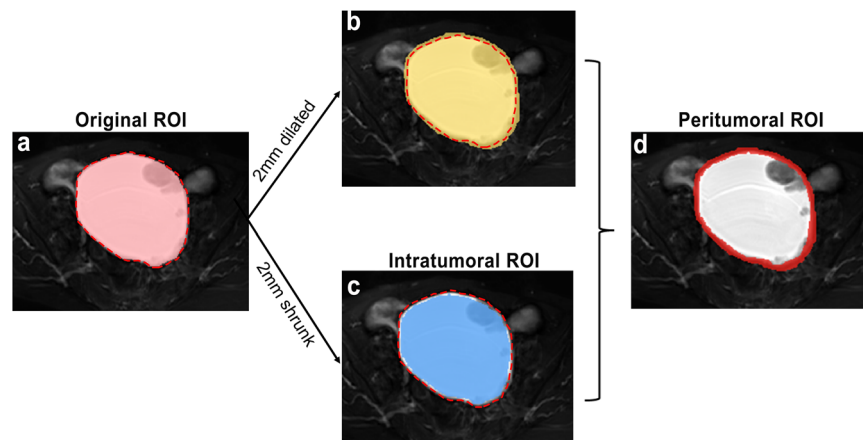 b
Original ROI
a
2mm dilated
Peritumoral ROI
d
2mm shrunk
Intratumoral ROI
c